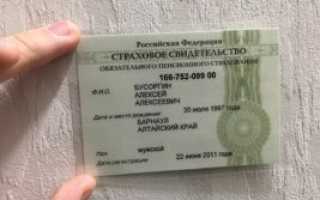 Российская Федерация
СТРАХОВОЕ СВИДЕТЕЛЬСТВО
ОБЯЗАТЕЛЬНОГО ПЕНСИОННОГО СТРАХОВАНИЯ
166-752-099 00
Ф.И.О. БУСОРГИН
АЛЕКСЕЙ
АЛЕКСЕЕВИЧ
Дата и место рождения 30 июля 1997 года
БАРНАУЛ
АЛТАЙСКИЙ КРАЙ
Пол мужской
Дата регистрации 22 июня 2011 года